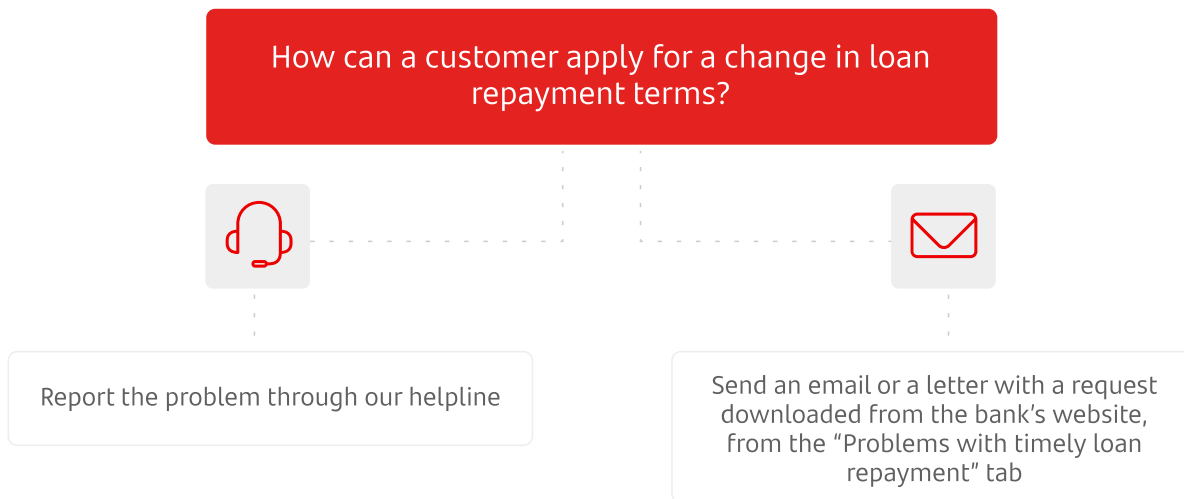 How can a customer apply for a change in loan
repayment terms?
Report the problem through our helpline
Send an email or a letter with a request
downloaded from the bank’s website,
from the “Problems with timely loan
repayment” tab